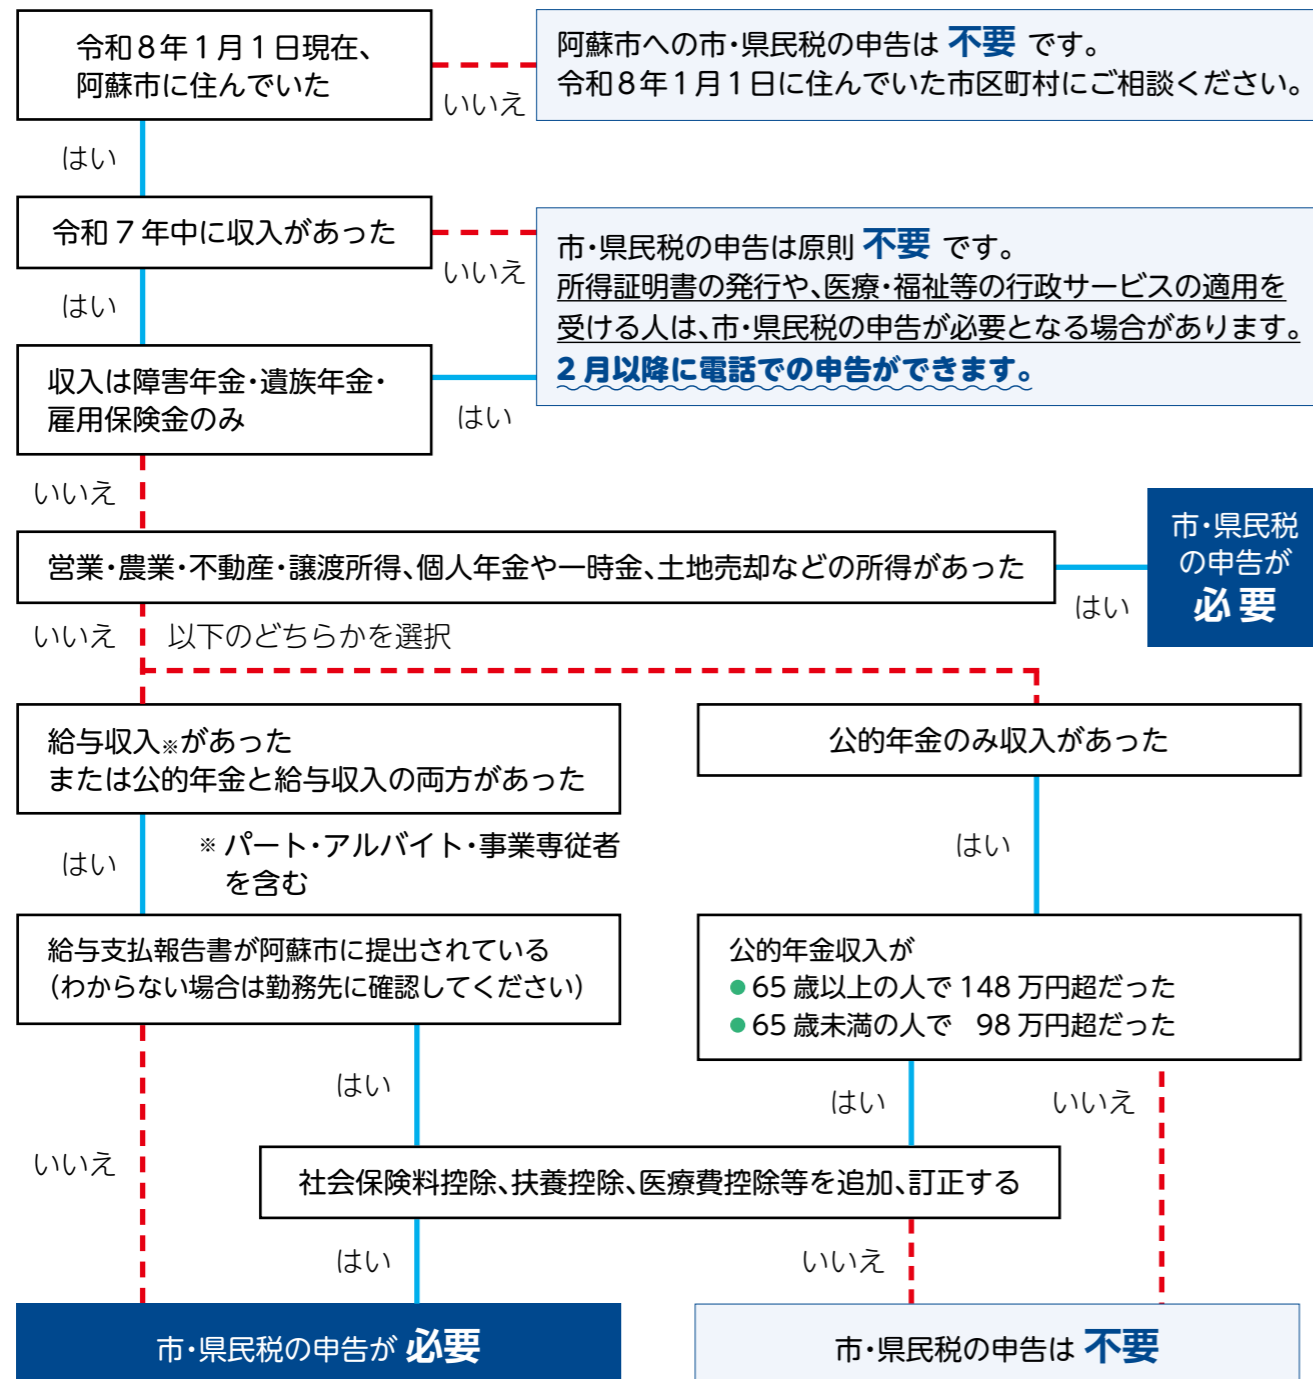 令和８年１月１日現在、
阿蘇市に住んでいた
いいえ
阿蘇市への市・県民税の申告は 不要 です。
令和８年１月１日に住んでいた市区町村にご相談ください。
はい
令和７年中に収入があった
いいえ
市・県民税の申告は原則 不要 です。
所得証明書の発行や、医療・福祉等の行政サービスの適用を
受ける人は、市・県民税の申告が必要となる場合があります。
２月以降に電話での申告ができます。
はい
収入は障害年金・遺族年金・
雇用保険金のみ
はい
いいえ
営業・農業・不動産・譲渡所得、個人年金や一時金、土地売却などの所得があった
はい
市・県民税
の申告が
必要
いいえ
以下のどちらかを選択
給与収入※があった
または公的年金と給与収入の両方があった
公的年金のみ収入があった
はい
※ パート・アルバイト・事業専従者
を含む
はい
給与支払報告書が阿蘇市に提出されている
（わからない場合は勤務先に確認してください）
公的年金収入が
●65 歳以上の人で 148 万円超だった
●65 歳未満の人で 98 万円超だった
はい
はい
いいえ
いいえ
社会保険料控除、扶養控除、医療費控除等を追加、訂正する
はい
いいえ
市・県民税の申告が 必要
市・県民税の申告は 不要